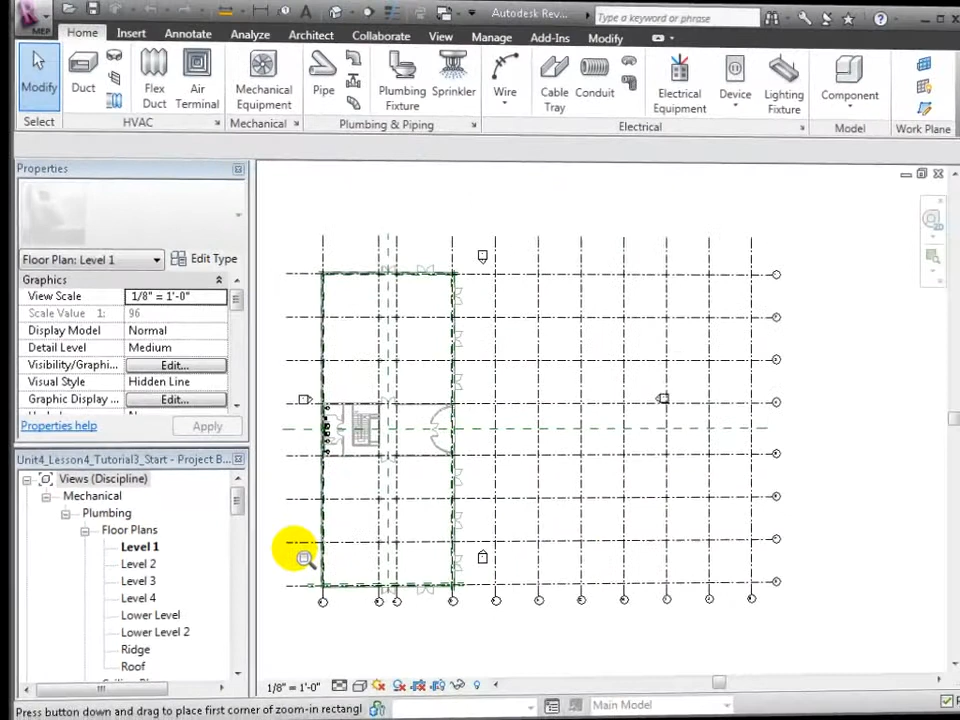 Autodesk Rev...
Type a keyword or phrase
MEP
Home Insert Annotate Analyze Architect Collaborate View Manage Add-Ins Modify
Modify
Duct
Flex Duct
Air Terminal
Mechanical Equipment
Pipe
Plumbing Fixture
Sprinkler
Wire
Cable Tray
Conduit
Electrical Equipment
Device
Lighting Fixture
Component
Select HVAC Mechanical Plumbing & Piping Electrical Model Work Plane
Properties
Floor Plan: Level 1 Edit Type
Graphics
View Scale 1/8" = 1'-0"
Scale Value 1: 96
Display Model Normal
Detail Level Medium
Visibility/Graphi... Edit...
Visual Style Hidden Line
Graphic Display ... Edit...
Properties help Apply
Unit4_Lesson4_Tutorial3_Start - Project B...
Views (Discipline)
Mechanical
Plumbing
Floor Plans
Level 1
Level 2
Level 3
Level 4
Lower Level
Lower Level 2
Ridge
Roof
1/8" = 1'-0"
Press button down and drag to place first corner of zoom-in rectangl
Main Model